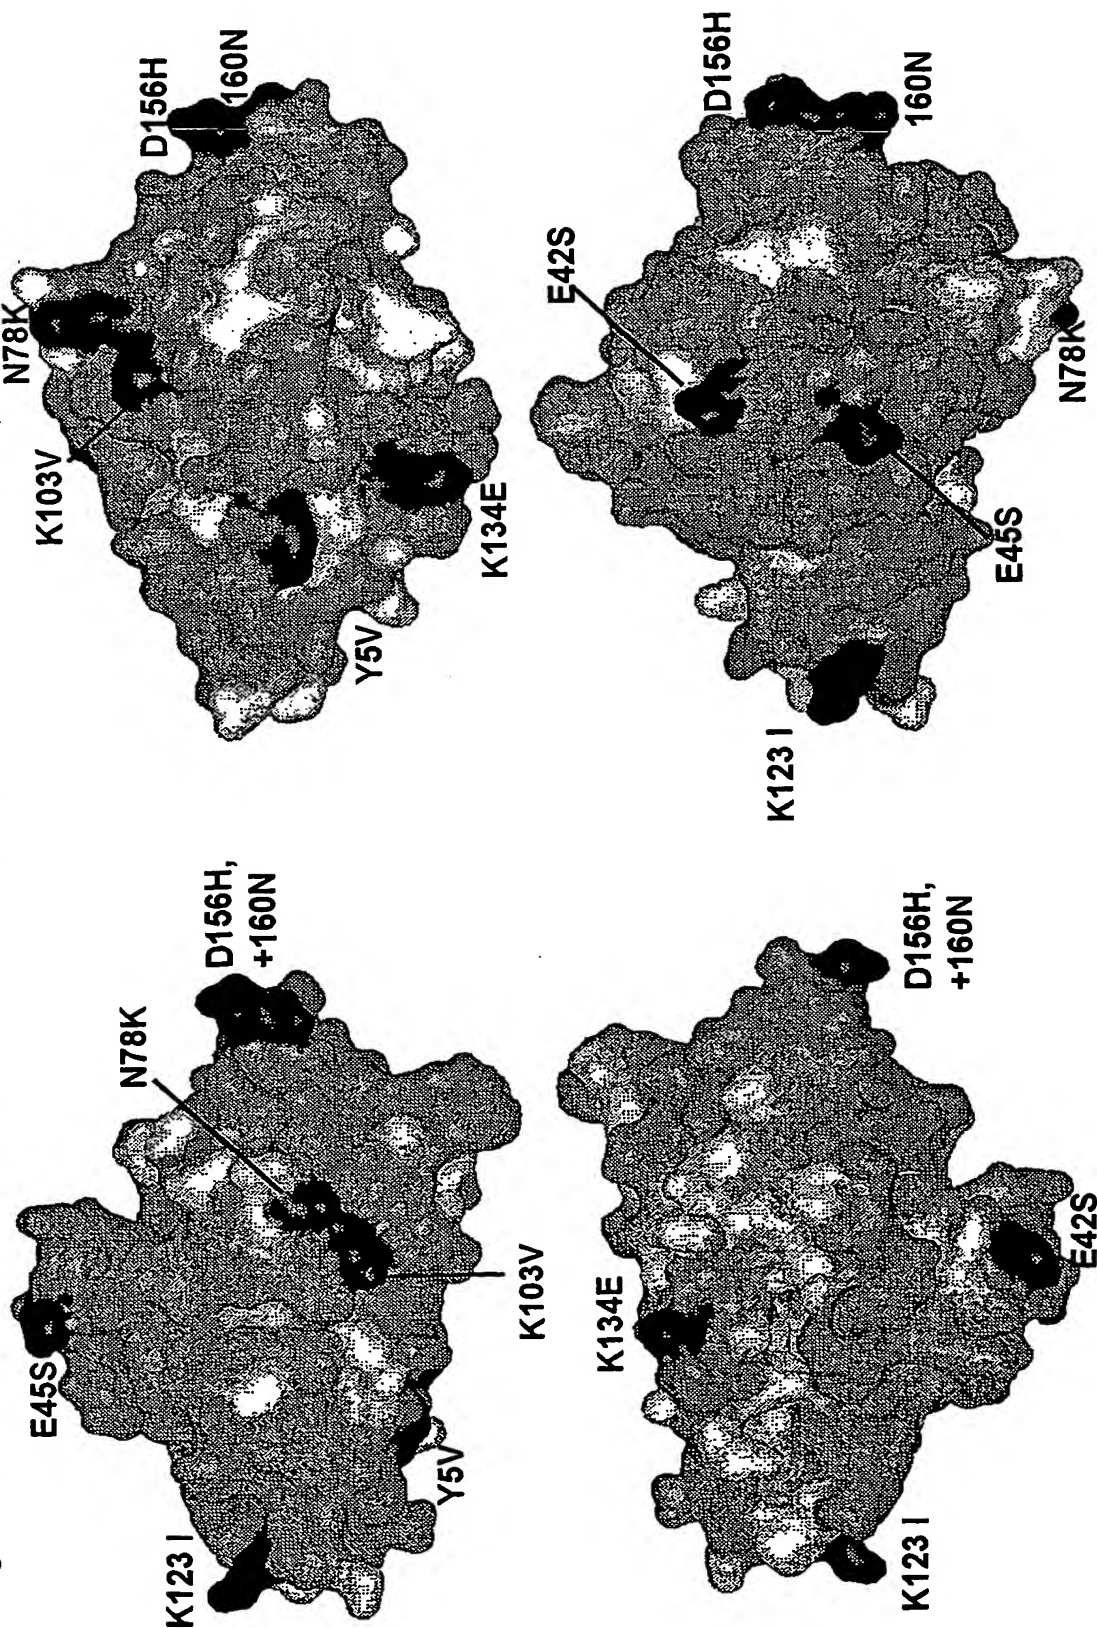 E45S
N78K
K123 I
D156H,
+160N
Y5V
K103V
N78K
K103V
D156H
160N
Y5V
K134E
K134E
K123 I
D156H,
+160N
E42S
E42S
D156H
K123 I
160N
E45S
N78K